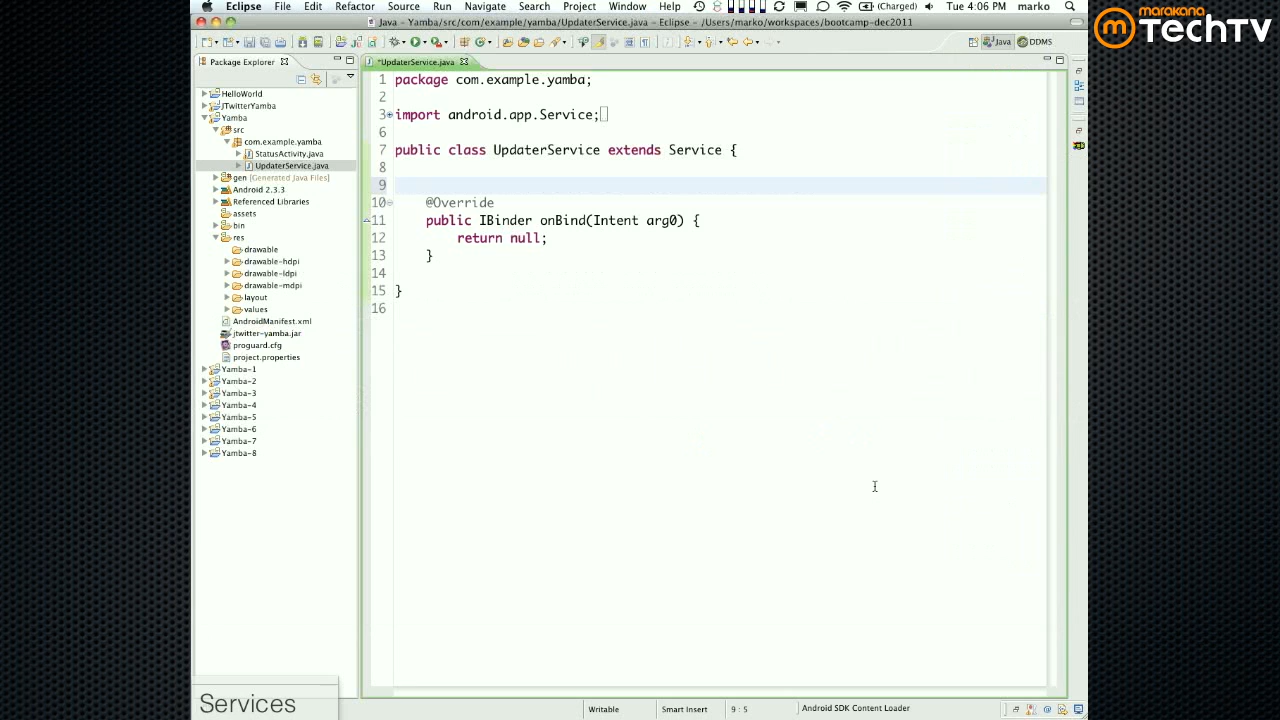 Eclipse File Edit Refactor Source Navigate Search Project Run Window Help (Charged) Tue 4:06 PM marko
Java – Yamba/src/com/example/yamba/UpdaterService.java – Eclipse – /Users/marko/workspaces/bootcamp-dec2011
marakana
TechTV
Java DDMS
Package Explorer
*UpdaterService.java
HelloWorld
JTwitterYamba
Yamba
src
com.example.yamba
StatusActivity.java
UpdaterService.java
gen [Generated Java Files]
Android 2.3.3
Referenced Libraries
assets
bin
res
drawable
drawable-hdpi
drawable-ldpi
drawable-mdpi
layout
values
AndroidManifest.xml
jtwitter-yamba.jar
proguard.cfg
project.properties
Yamba-1
Yamba-2
Yamba-3
Yamba-4
Yamba-5
Yamba-6
Yamba-7
Yamba-8
1 package com.example.yamba;
2
3 import android.app.Service;
6
7 public class UpdaterService extends Service {
8
9
10 @Override
11 public IBinder onBind(Intent arg0) {
12 return null;
13 }
14
15 }
16
Services
Writable Smart Insert 9 : 5 Android SDK Content Loader